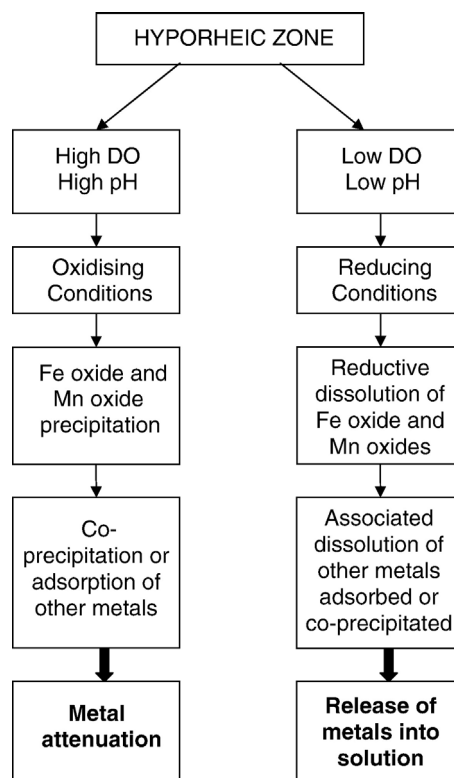 HYPORHEIC ZONE
High DO
High pH
Oxidising
Conditions
Fe oxide and
Mn oxide
precipitation
Co-
precipitation or
adsorption of
other metals
Metal
attenuation
Low DO
Low pH
Reducing
Conditions
Reductive
dissolution of
Fe oxide and
Mn oxides
Associated
dissolution of
other metals
adsorbed or
co-precipitated
Release of
metals into
solution